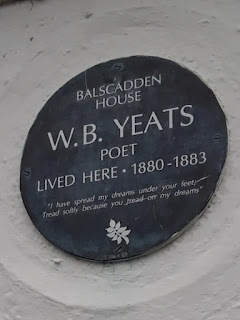 BALSCADDEN
HOUSE
W.B. YEATS
POET
LIVED HERE • 1880-1883
"I have spread my dreams under your feet;
Tread softly because you tread on my dreams"